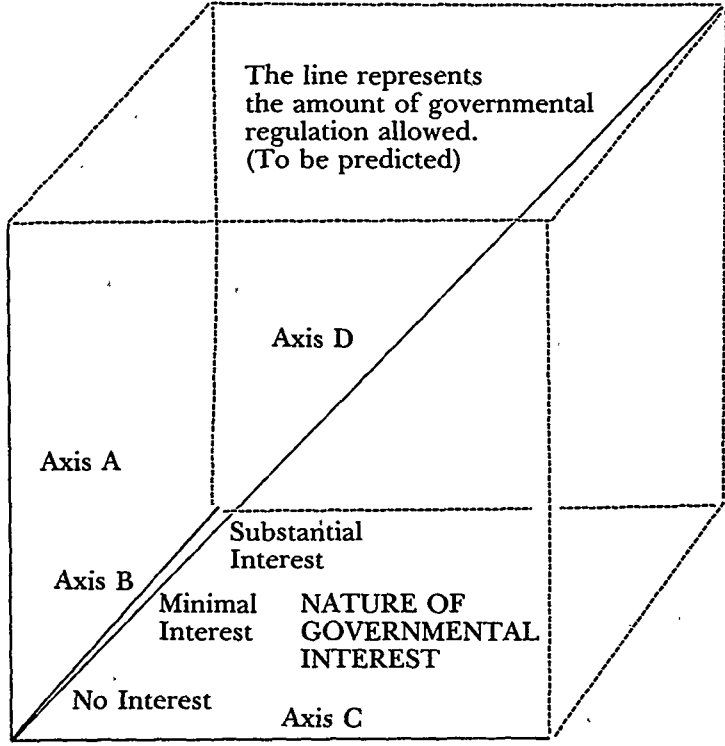 The line represents
the amount of governmental
regulation allowed.
(To be predicted)
Axis D
Axis A
Substantial
Interest
Axis B
Minimal
Interest
NATURE OF
GOVERNMENTAL
INTEREST
No Interest
Axis C